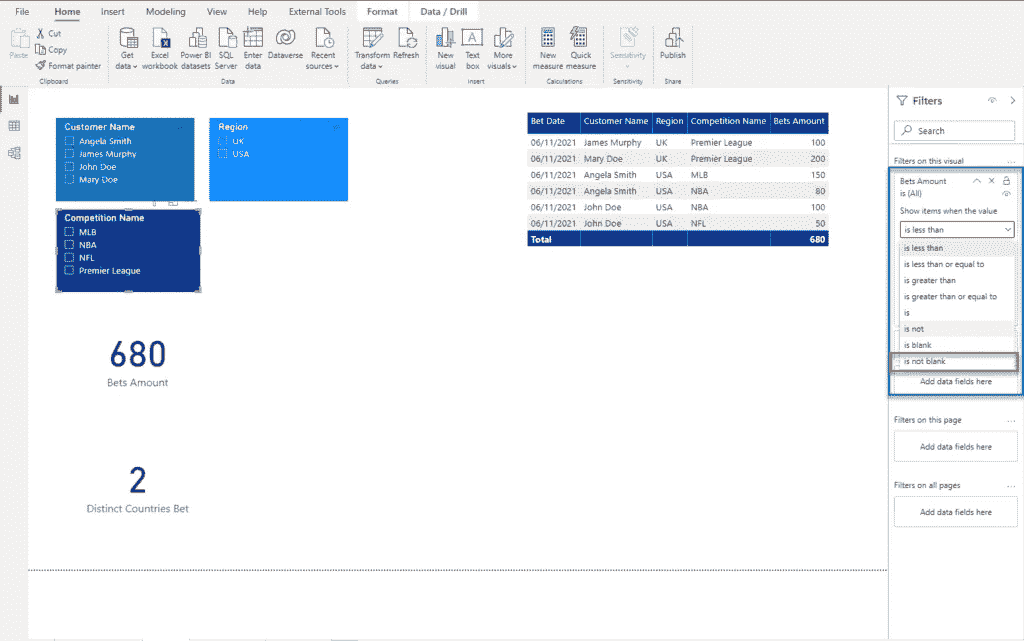 File Home Insert Modeling View Help External Tools Format Data / Drill
Paste
Cut
Copy
Format painter
Clipboard
Get data
Excel workbook
Power BI datasets
SQL Server
Enter data
Dataverse
Recent sources
Data
Transform data
Refresh
Queries
New visual
Text box
More visuals
Insert
New measure
Quick measure
Calculations
Sensitivity
Sensitivity
Publish
Share
Customer Name
Angela Smith
James Murphy
John Doe
Mary Doe
Region
UK
USA
Competition Name
MLB
NBA
NFL
Premier League
680
Bets Amount
2
Distinct Countries Bet
Bet Date Customer Name Region Competition Name Bets Amount
06/11/2021 James Murphy UK Premier League 100
06/11/2021 Mary Doe UK Premier League 200
06/11/2021 Angela Smith USA MLB 150
06/11/2021 Angela Smith USA NBA 80
06/11/2021 John Doe USA NBA 100
06/11/2021 John Doe USA NFL 50
Total 680
Filters
Search
Filters on this visual ...
Bets Amount
is (All)
Show items when the value
is less than
is less than
is less than or equal to
is greater than
is greater than or equal to
is
is not
is blank
is not blank
Add data fields here
Filters on this page ...
Add data fields here
Filters on all pages ...
Add data fields here